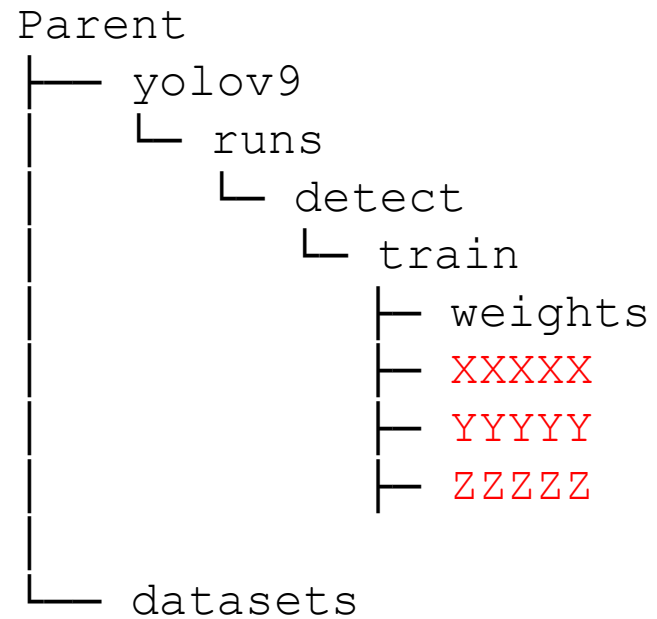 Parent
yolov9
runs
detect
train
weights
XXXXX
YYYYY
ZZZZZ
datasets